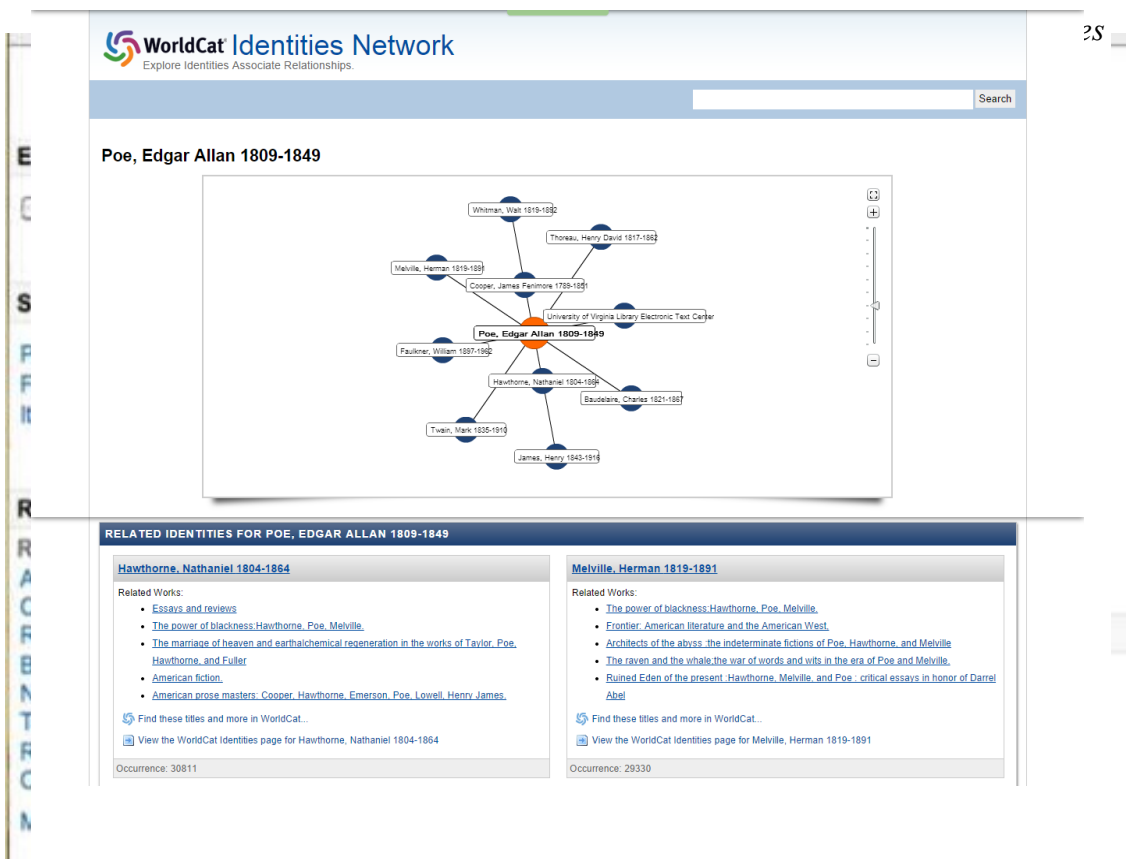 es
WorldCat Identities Network
Explore Identities Associate Relationships.
Search
Poe, Edgar Allan 1809-1849
Whitman, Walt 1819-1892
Thoreau, Henry David 1817-1862
Melville, Herman 1819-1891
Cooper, James Fenimore 1789-1851
University of Virginia Library Electronic Text Center
Poe, Edgar Allan 1809-1849
Faulkner, William 1897-1962
Hawthorne, Nathaniel 1804-1864
Baudelaire, Charles 1821-1867
Twain, Mark 1835-1910
James, Henry 1843-1916
RELATED IDENTITIES FOR POE, EDGAR ALLAN 1809-1849
Hawthorne, Nathaniel 1804-1864
Related Works:
Essays and reviews
The power of blackness:Hawthorne, Poe, Melville.
The marriage of heaven and earthalchemical regeneration in the works of Taylor, Poe,
Hawthorne, and Fuller
American fiction.
American prose masters: Cooper, Hawthorne, Emerson, Poe, Lowell, Henry James.
Find these titles and more in WorldCat...
View the WorldCat Identities page for Hawthorne, Nathaniel 1804-1864
Occurrence: 30811
Melville, Herman 1819-1891
Related Works:
The power of blackness:Hawthorne, Poe, Melville.
Frontier: American literature and the American West,
Architects of the abyss :the indeterminate fictions of Poe, Hawthorne, and Melville
The raven and the whale;the war of words and wits in the era of Poe and Melville.
Ruined Eden of the present :Hawthorne, Melville, and Poe : critical essays in honor of Darrel
Abel
Find these titles and more in WorldCat...
View the WorldCat Identities page for Melville, Herman 1819-1891
Occurrence: 29330
E
S
P
F
It
R
R
A
C
R
B
N
T
R
C
M